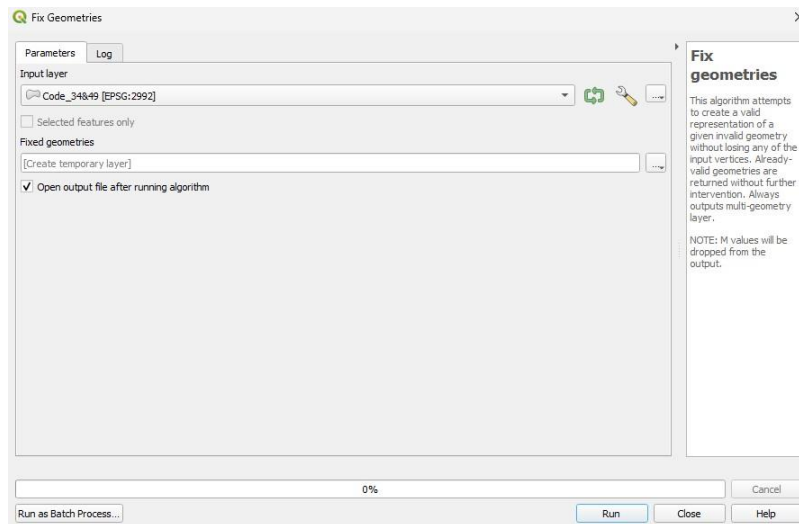 Fix Geometries
Parameters
Log
Input layer
Code_34&49 [EPSG:2992]
...
Selected features only
Fixed geometries
[Create temporary layer]
...
Open output file after running algorithm
Fix
geometries
This algorithm attempts
to create a valid
representation of a
given invalid geometry
without losing any of the
input vertices. Already-
valid geometries are
returned without further
intervention. Always
outputs multi-geometry
layer.
NOTE: M values will be
dropped from the
output.
0%
Cancel
Run as Batch Process...
Run
Close
Help